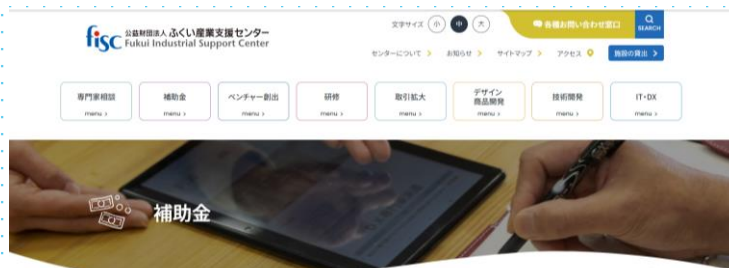 fisc 公益財団法人 ふくい産業支援センター
Fukui Industrial Support Center
文字サイズ 小 中 大
各種お問い合わせ窓口
SEARCH
センターについて お知らせ サイトマップ アクセス 施設の貸出
専門家相談 補助金 ベンチャー創出 研修 取引拡大 デザイン 商品開発 技術開発 IT・DX
menu menu menu menu menu menu menu menu
補助金